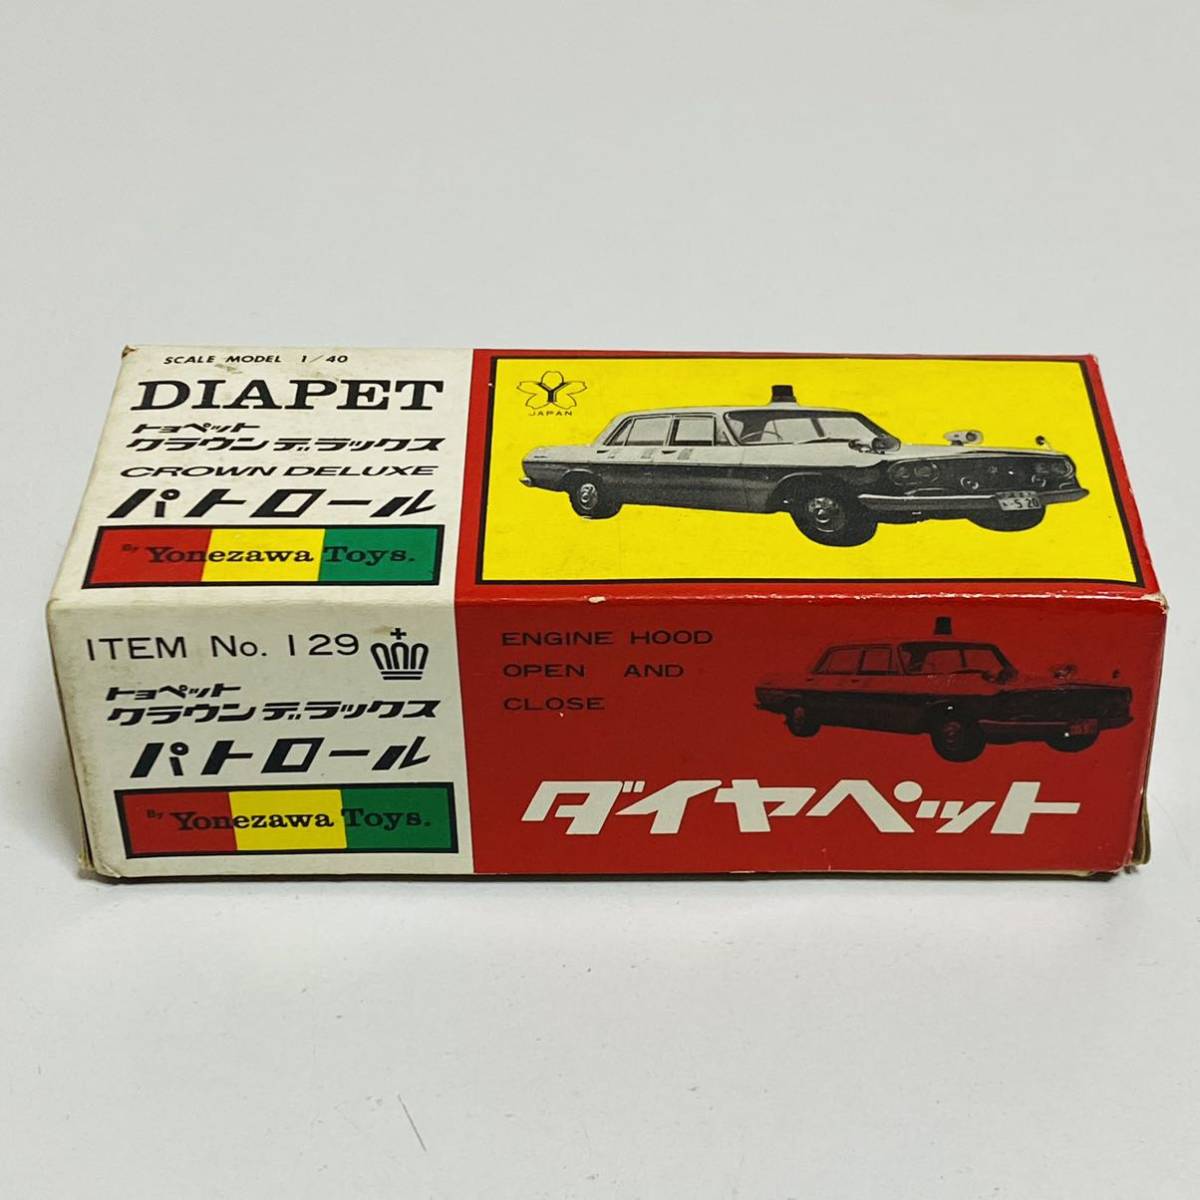 SCALE MODEL 1/40
DIAPET
トヨペット
クラウンデラックス
CROWN DELUXE
パトロール
By Yonezawa Toys.
Y
JAPAN
ITEM No. 129
トヨペット
クラウンデラックス
パトロール
By Yonezawa Toys.
ENGINE HOOD
OPEN AND
CLOSE
ダイヤペット